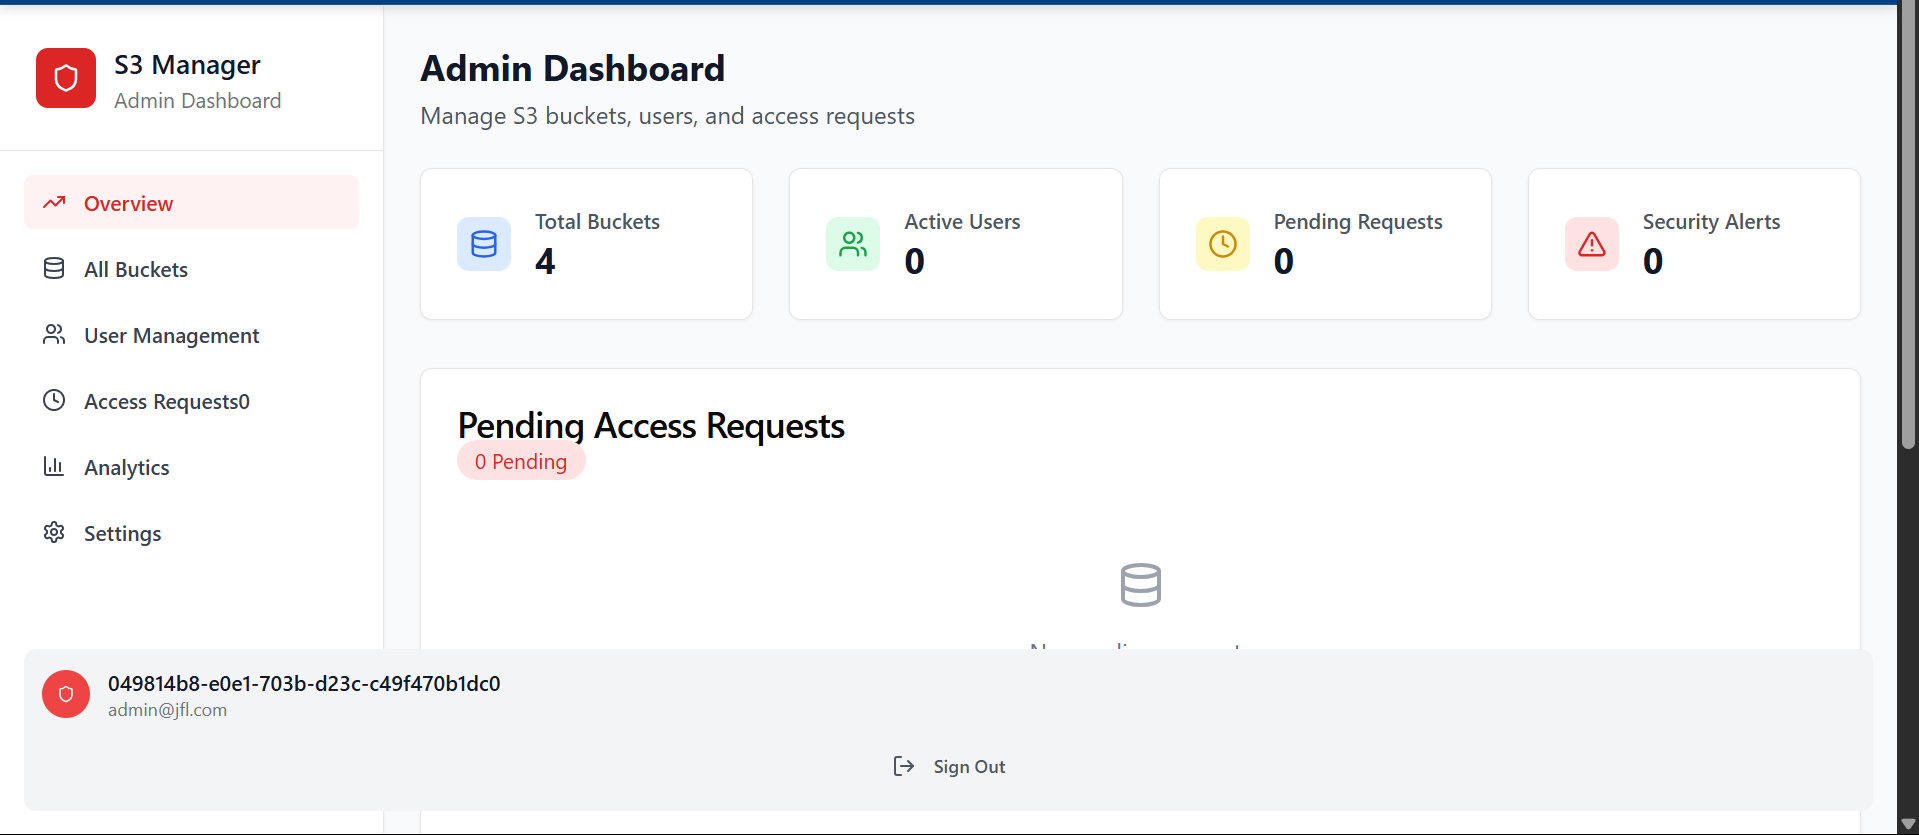 S3 Manager
Admin Dashboard
Overview
All Buckets
User Management
Access Requests0
Analytics
Settings
Admin Dashboard
Manage S3 buckets, users, and access requests
Total Buckets
4
Active Users
0
Pending Requests
0
Security Alerts
0
Pending Access Requests
0 Pending
049814b8-e0e1-703b-d23c-c49f470b1dc0
admin@jfl.com
Sign Out